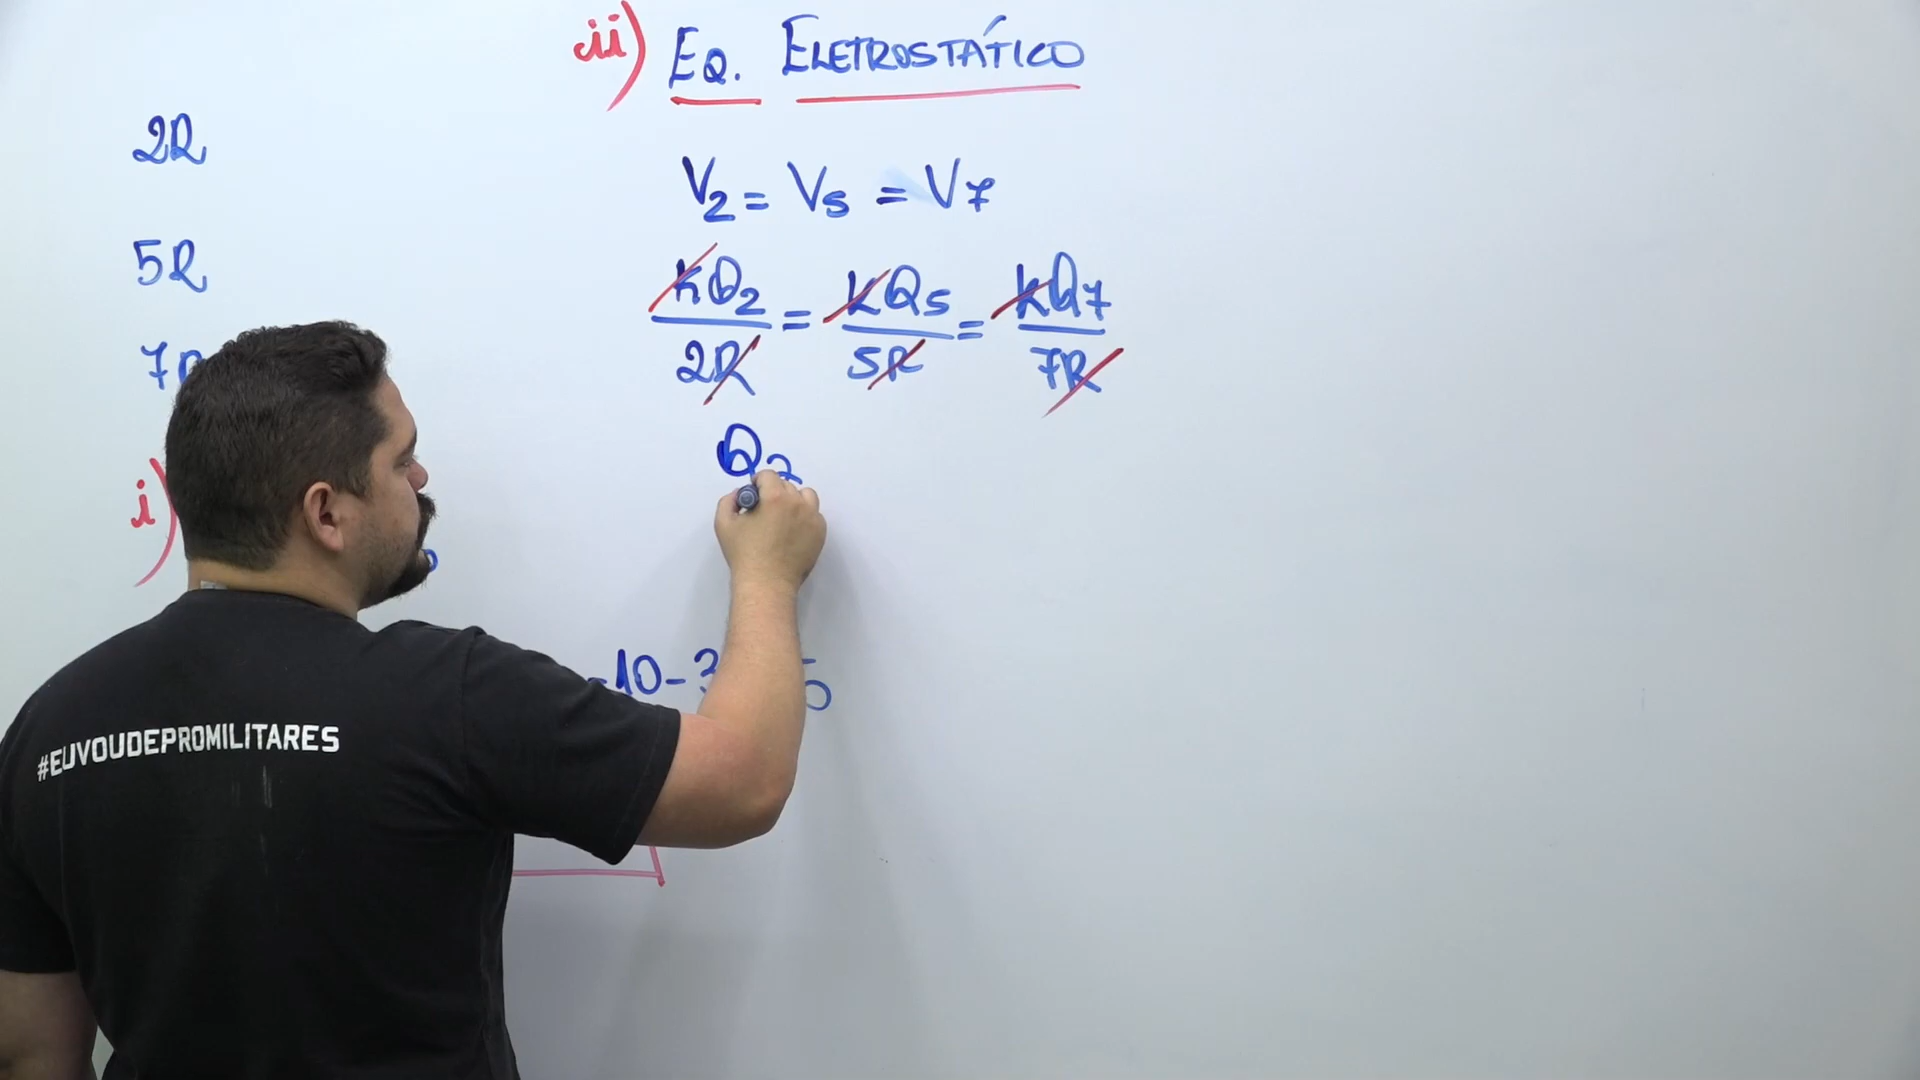 ii) EQ. ELETROSTÁTICO
2R
V2 = V5 = V7
5R
kQ2/2R = kQ5/5R = kQ7/7R
7R
Q2
i)
-10-3
#EUVOUDEPROMILITARES